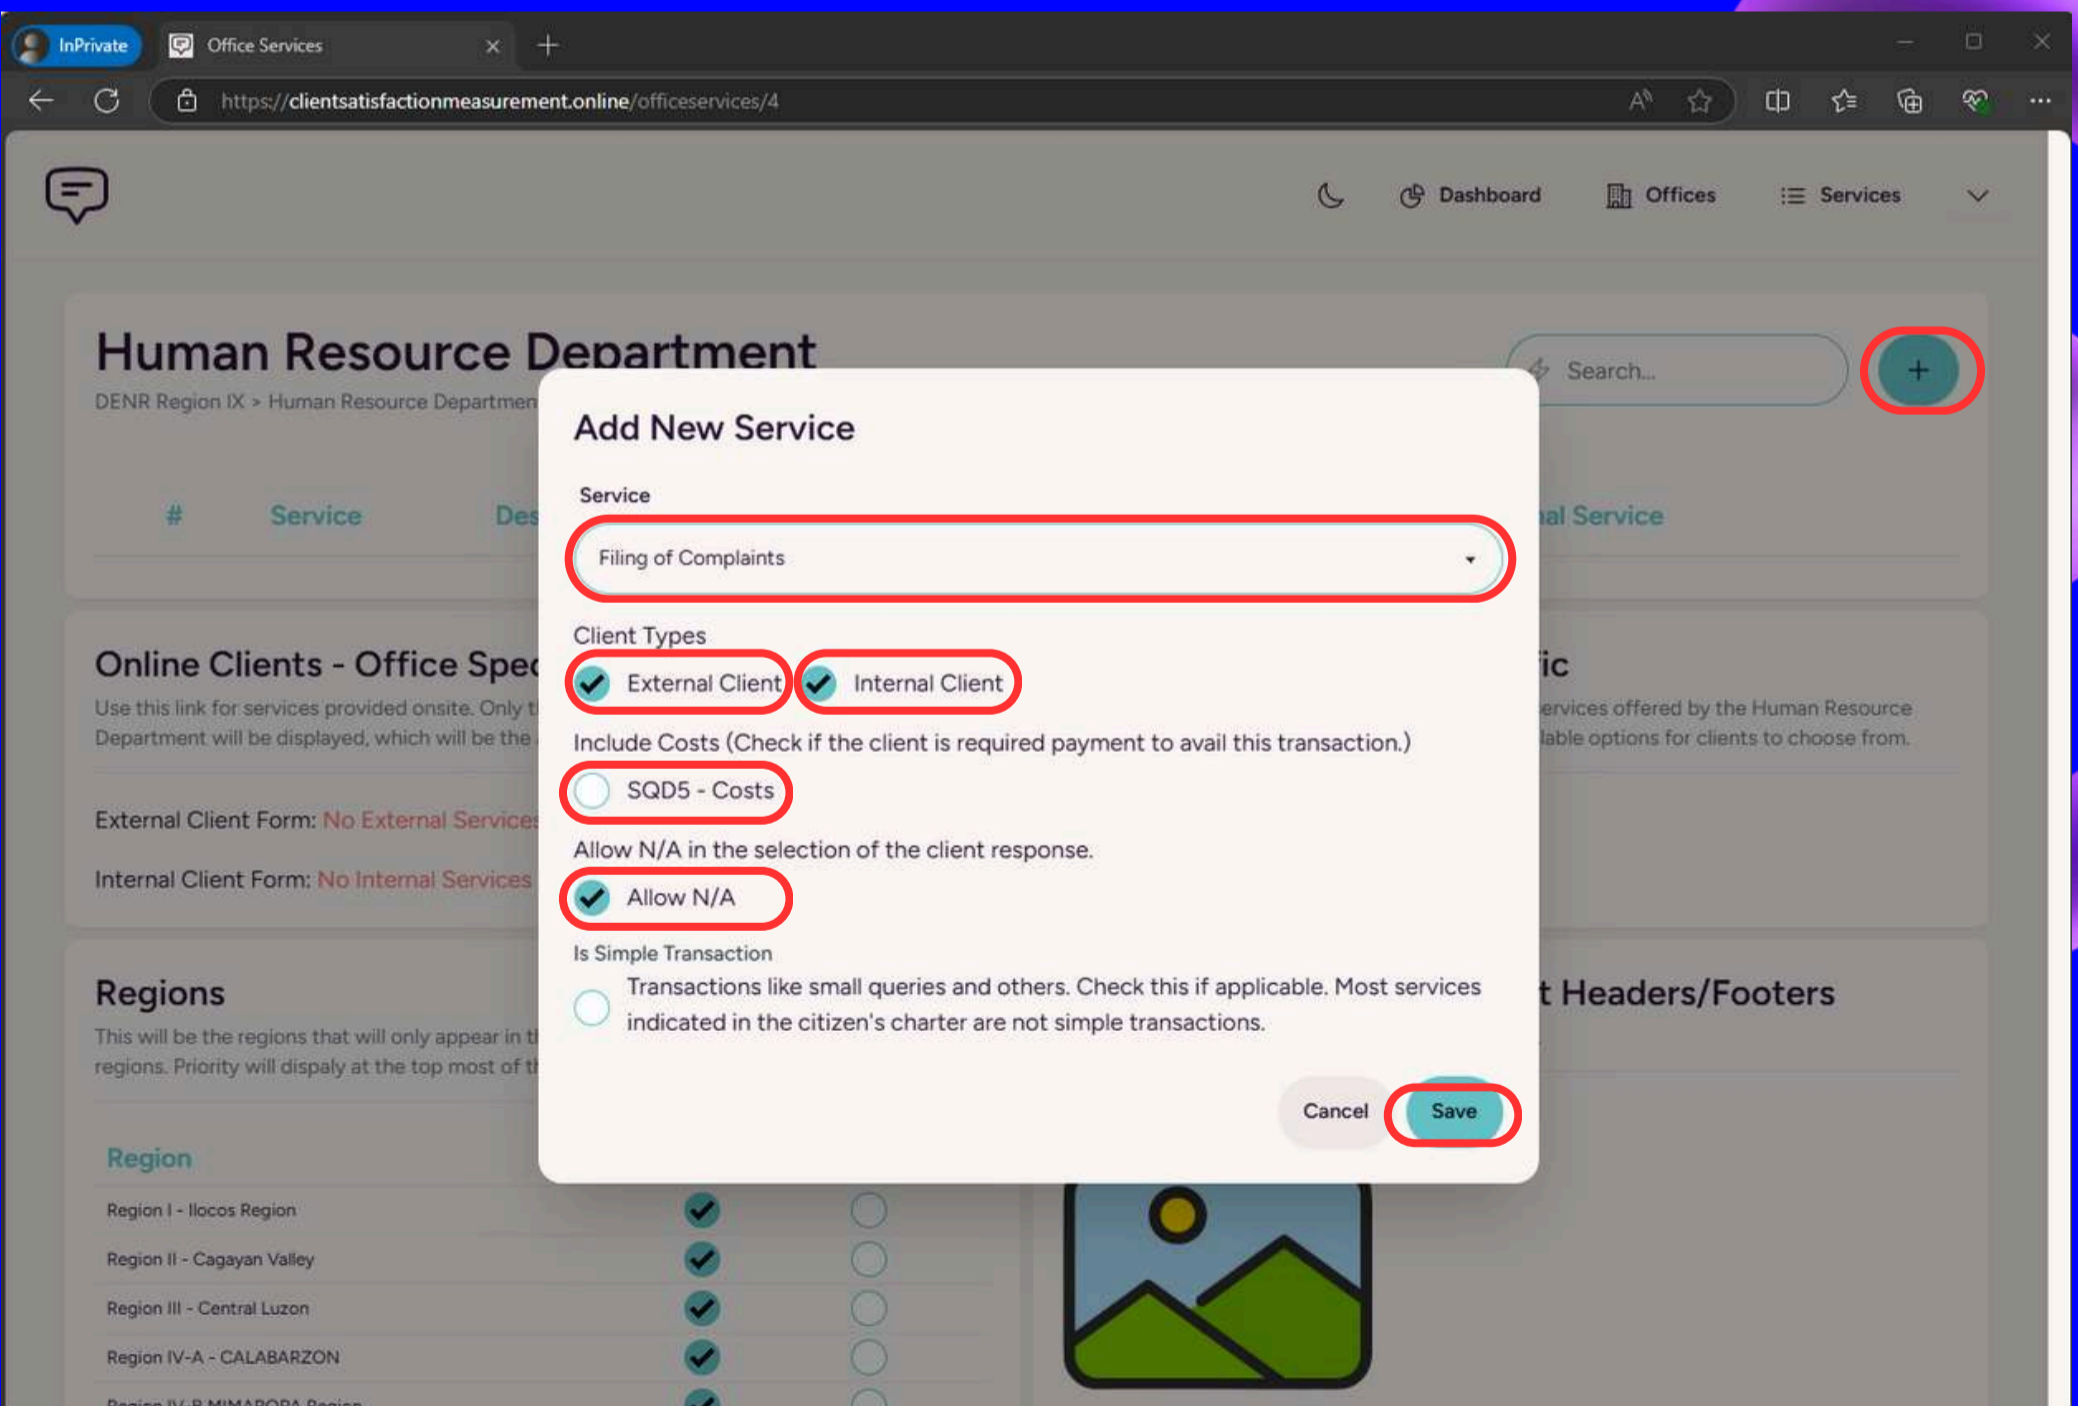 InPrivate
Office Services
https://clientsatisfactionmeasurement.online/officeservices/4
Dashboard
Offices
Services
Human Resource Department
Search...
DENR Region IX > Human Resource Departmen
# Service Des
nal Service
Add New Service
Service
Filing of Complaints
Client Types
External Client
Internal Client
Include Costs (Check if the client is required payment to avail this transaction.)
SQD5 - Costs
Allow N/A in the selection of the client response.
Allow N/A
Is Simple Transaction
Transactions like small queries and others. Check this if applicable. Most services
indicated in the citizen's charter are not simple transactions.
Cancel
Save
Online Clients - Office Spec
Use this link for services provided onsite. Only t
Department will be displayed, which will be the
External Client Form: No External Services
Internal Client Form: No Internal Services
ic
ervices offered by the Human Resource
lable options for clients to choose from.
Regions
This will be the regions that will only appear in t
regions. Priority will dispaly at the top most of t
t Headers/Footers
Region
Region I - Ilocos Region
Region II - Cagayan Valley
Region III - Central Luzon
Region IV-A - CALABARZON
Region IV-B MIMAROPA Region